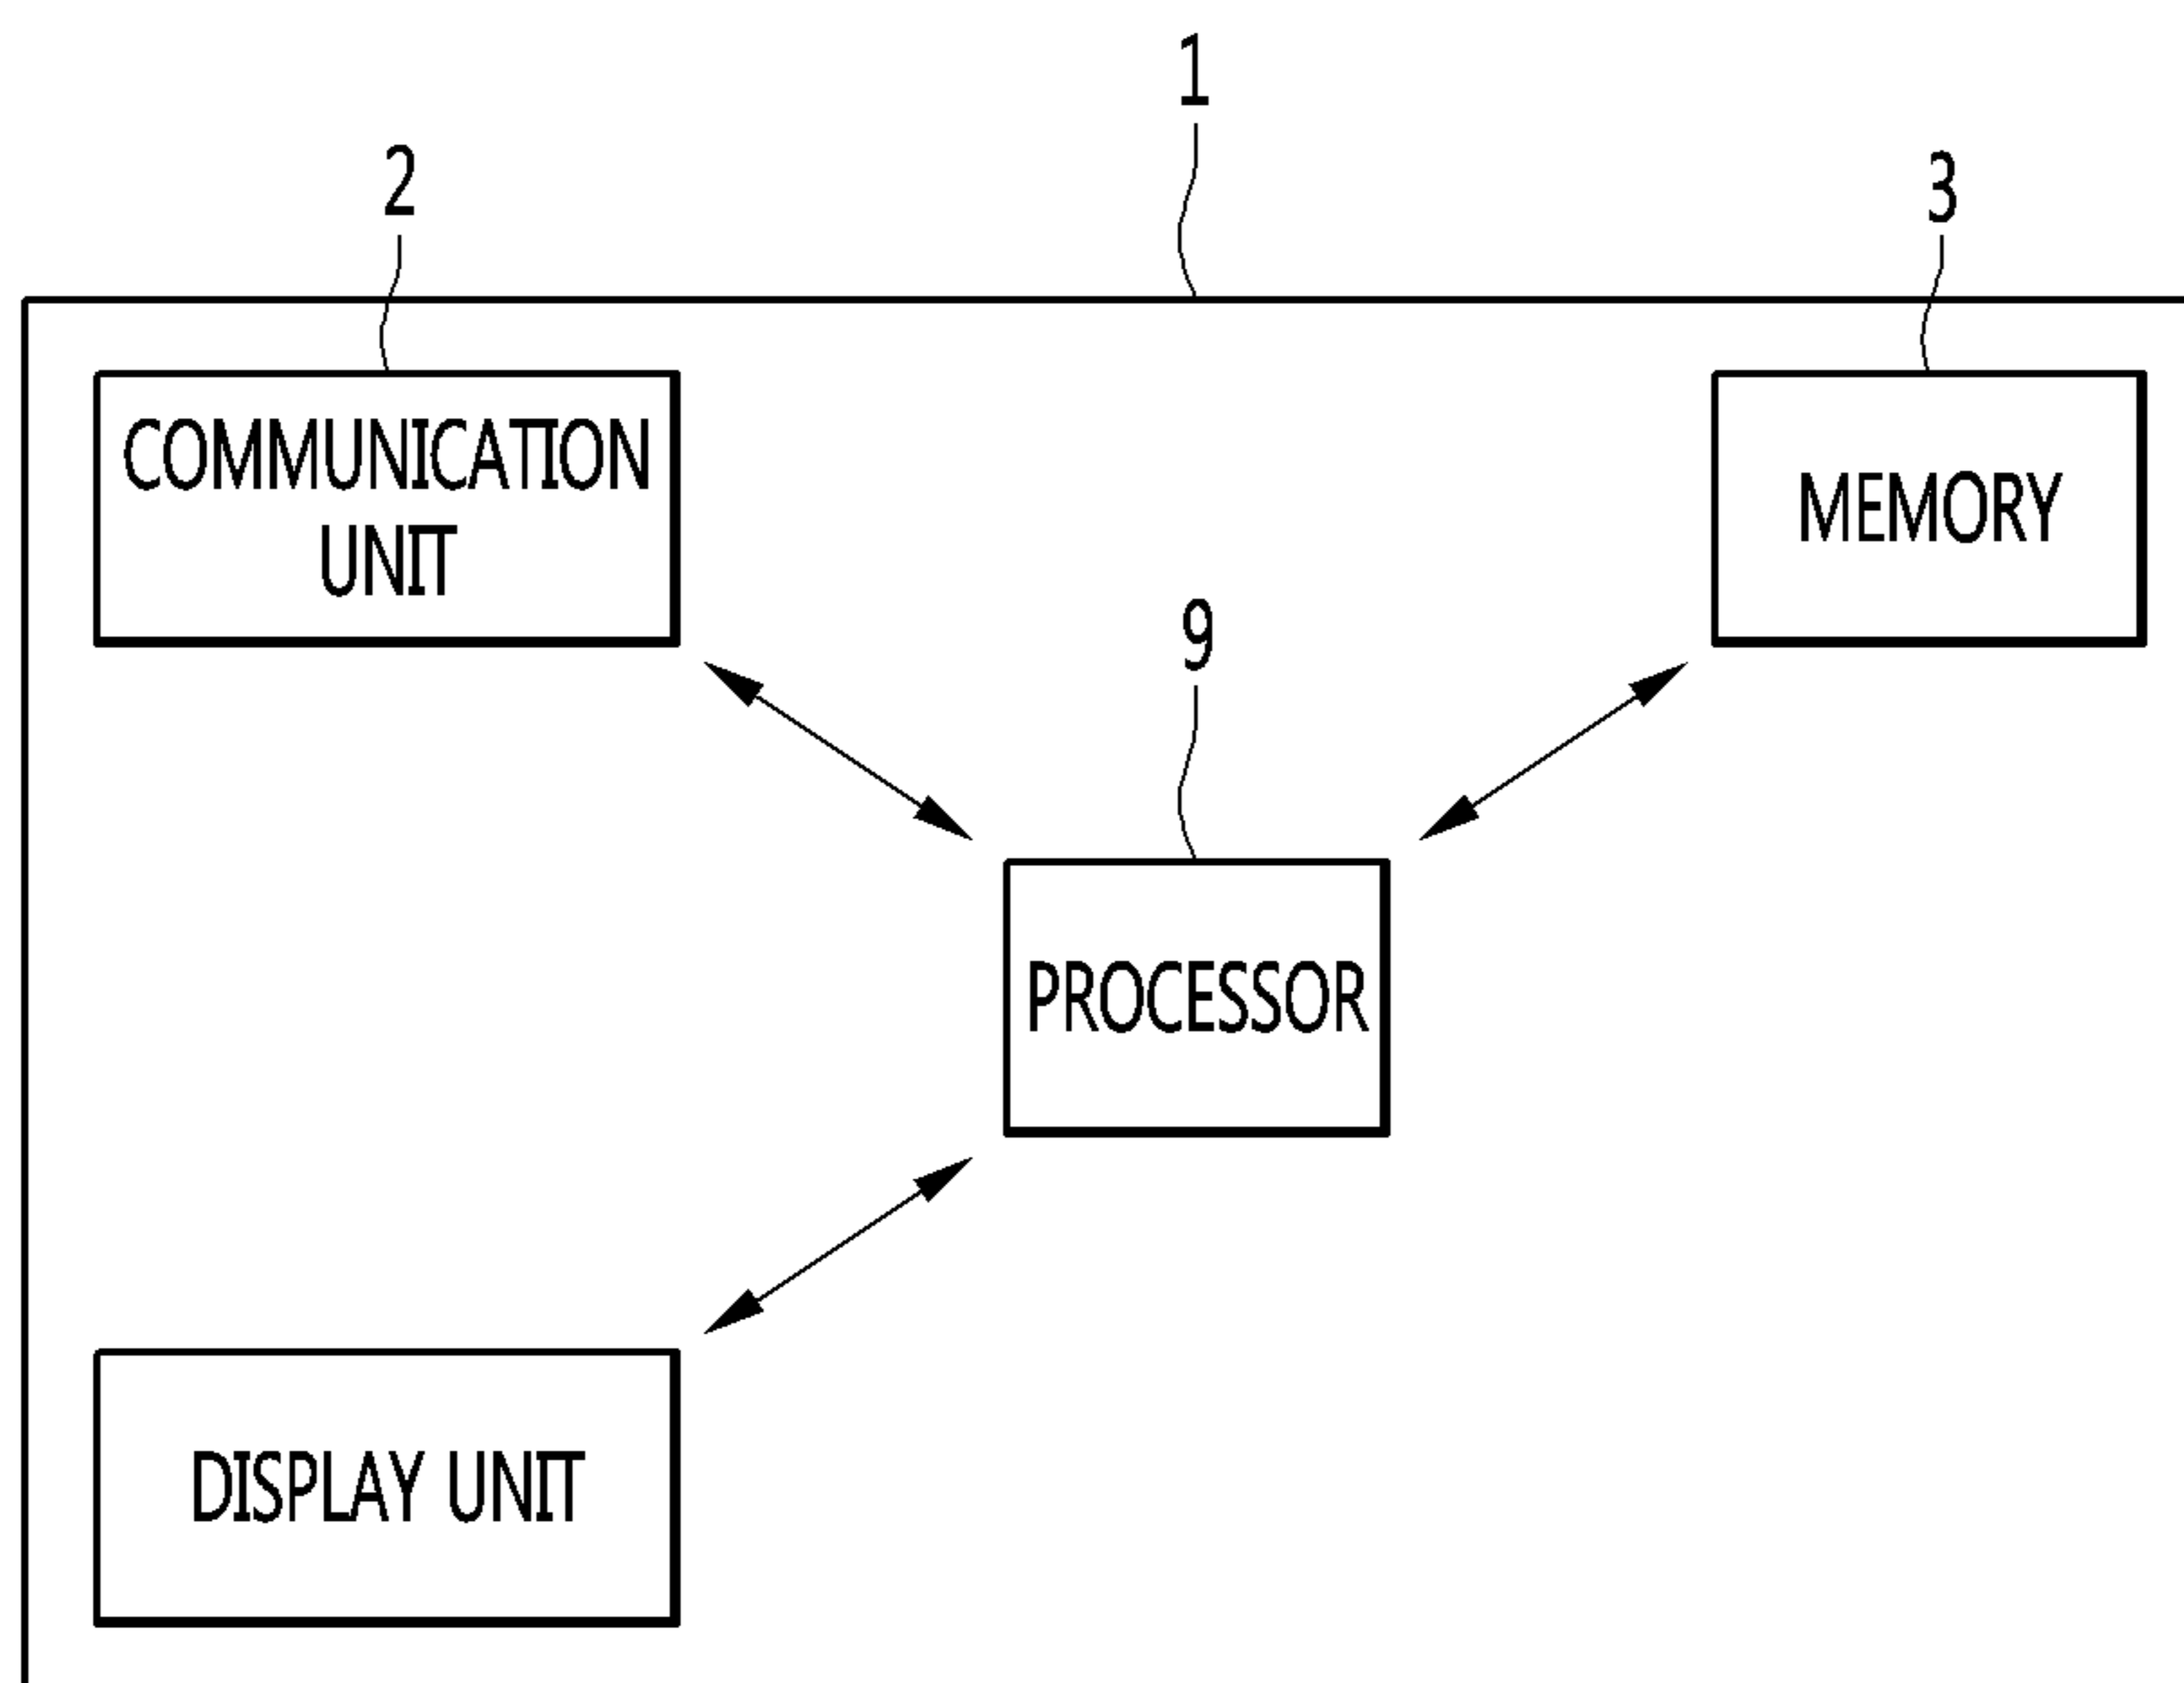 1
2
3
COMMUNICATION
UNIT
MEMORY
9
PROCESSOR
DISPLAY UNIT